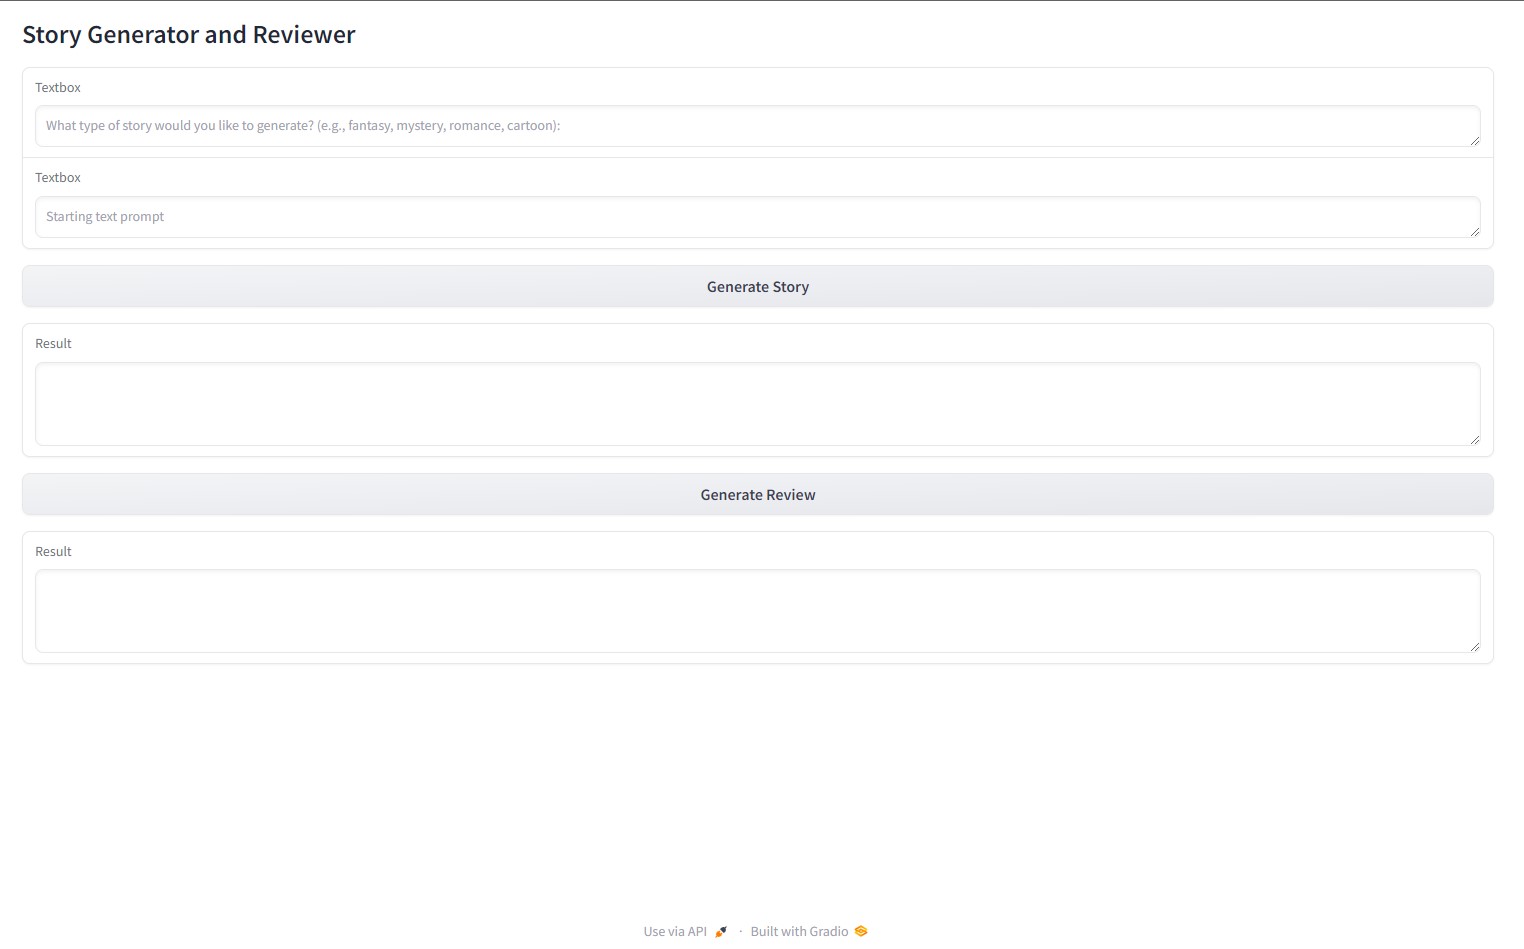 Story Generator and Reviewer
Textbox
What type of story would you like to generate? (e.g., fantasy, mystery, romance, cartoon):
Textbox
Starting text prompt
Generate Story
Result
Generate Review
Result
Use via API · Built with Gradio